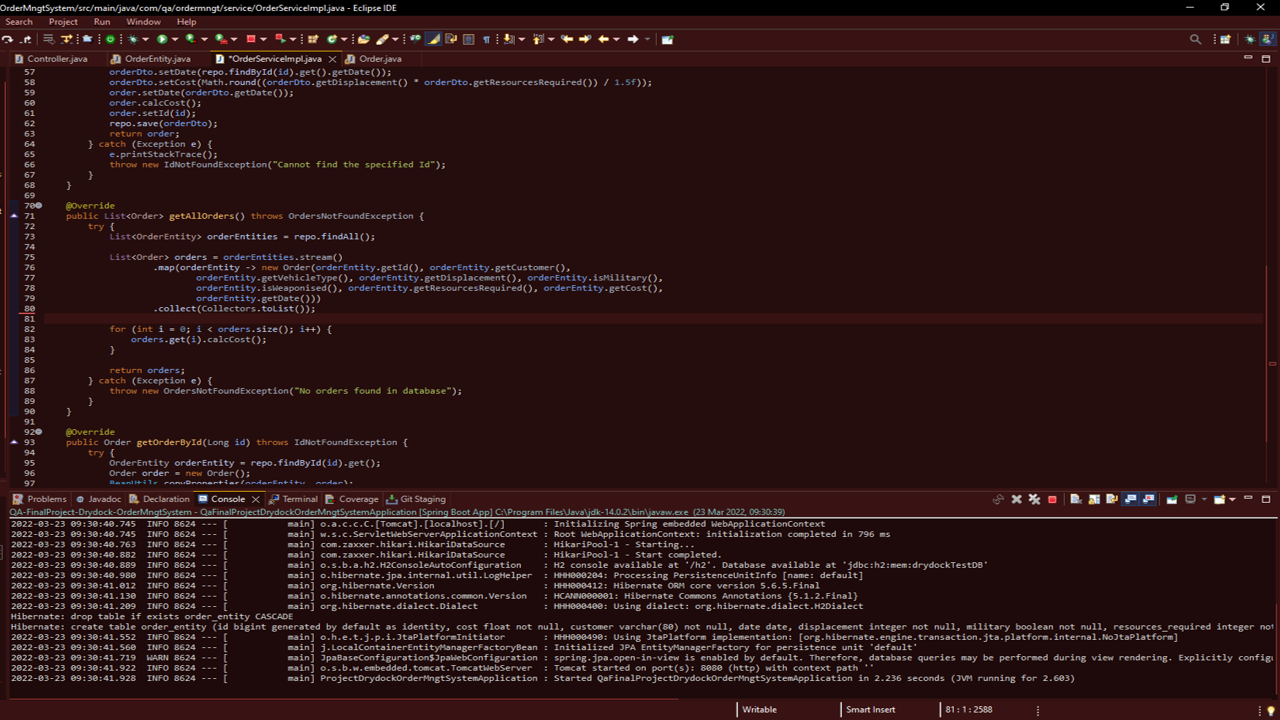 OrderMngtSystem/src/main/java/com/qa/ordermngt/service/OrderServiceImpl.java - Eclipse IDE
Search Project Run Window Help
Controller.java OrderEntity.java *OrderServiceImpl.java Order.java
57 orderDto.setDate(repo.findById(id).get().getDate());
58 orderDto.setCost(Math.round((orderDto.getDisplacement() * orderDto.getResourcesRequired()) / 1.5f));
59 order.setDate(orderDto.getDate());
60 order.calcCost();
61 order.setId(id);
62 repo.save(orderDto);
63 return order;
64 } catch (Exception e) {
65 e.printStackTrace();
66 throw new IdNotFoundException("Cannot find the specified Id");
67 }
68 }
69
70 @Override
71 public List<Order> getAllOrders() throws OrdersNotFoundException {
72 try {
73 List<OrderEntity> orderEntities = repo.findAll();
74
75 List<Order> orders = orderEntities.stream()
76 .map(orderEntity -> new Order(orderEntity.getId(), orderEntity.getCustomer(),
77 orderEntity.getVehicleType(), orderEntity.getDisplacement(), orderEntity.isMilitary(),
78 orderEntity.isWeaponised(), orderEntity.getResourcesRequired(), orderEntity.getCost(),
79 orderEntity.getDate()))
80 .collect(Collectors.toList());
81
82 for (int i = 0; i < orders.size(); i++) {
83 orders.get(i).calcCost();
84 }
85
86 return orders;
87 } catch (Exception e) {
88 throw new OrdersNotFoundException("No orders found in database");
89 }
90 }
91
92 @Override
93 public Order getOrderById(Long id) throws IdNotFoundException {
94 try {
95 OrderEntity orderEntity = repo.findById(id).get();
96 Order order = new Order();
97 BeanUtils.copyProperties(orderEntity, order);
Problems Javadoc Declaration Console Terminal Coverage Git Staging
QA-FinalProject-Drydock-OrderMngtSystem - QaFinalProjectDrydockOrderMngtSystemApplication [Spring Boot App] C:\Program Files\Java\jdk-14.0.2\bin\javaw.exe (23 Mar 2022, 09:30:39)
2022-03-23 09:30:40.745 INFO 8624 --- [ main] o.a.c.c.C.[Tomcat].[localhost].[/] : Initializing Spring embedded WebApplicationContext
2022-03-23 09:30:40.745 INFO 8624 --- [ main] w.s.c.ServletWebServerApplicationContext : Root WebApplicationContext: initialization completed in 796 ms
2022-03-23 09:30:40.763 INFO 8624 --- [ main] com.zaxxer.hikari.HikariDataSource : HikariPool-1 - Starting...
2022-03-23 09:30:40.882 INFO 8624 --- [ main] com.zaxxer.hikari.HikariDataSource : HikariPool-1 - Start completed.
2022-03-23 09:30:40.889 INFO 8624 --- [ main] o.s.b.a.h2.H2ConsoleAutoConfiguration : H2 console available at '/h2'. Database available at 'jdbc:h2:mem:drydockTestDB'
2022-03-23 09:30:40.980 INFO 8624 --- [ main] o.hibernate.jpa.internal.util.LogHelper : HHH000204: Processing PersistenceUnitInfo [name: default]
2022-03-23 09:30:41.013 INFO 8624 --- [ main] org.hibernate.Version : HHH000412: Hibernate ORM core version 5.6.5.Final
2022-03-23 09:30:41.130 INFO 8624 --- [ main] o.hibernate.annotations.common.Version : HCANN000001: Hibernate Commons Annotations {5.1.2.Final}
2022-03-23 09:30:41.209 INFO 8624 --- [ main] org.hibernate.dialect.Dialect : HHH000400: Using dialect: org.hibernate.dialect.H2Dialect
Hibernate: drop table if exists order_entity CASCADE
Hibernate: create table order_entity (id bigint generated by default as identity, cost float not null, customer varchar(80) not null, date date, displacement integer not null, military boolean not null, resources_required integer not
2022-03-23 09:30:41.552 INFO 8624 --- [ main] o.h.e.t.j.p.i.JtaPlatformInitiator : HHH000490: Using JtaPlatform implementation: [org.hibernate.engine.transaction.jta.platform.internal.NoJtaPlatform]
2022-03-23 09:30:41.558 INFO 8624 --- [ main] j.LocalContainerEntityManagerFactoryBean : Initialized JPA EntityManagerFactory for persistence unit 'default'
2022-03-23 09:30:41.719 WARN 8624 --- [ main] JpaBaseConfiguration$JpaWebConfiguration : spring.jpa.open-in-view is enabled by default. Therefore, database queries may be performed during view rendering. Explicitly config
2022-03-23 09:30:41.922 INFO 8624 --- [ main] o.s.b.w.embedded.tomcat.TomcatWebServer : Tomcat started on port(s): 8080 (http) with context path ''
2022-03-23 09:30:41.928 INFO 8624 --- [ main] ProjectDrydockOrderMngtSystemApplication : Started QaFinalProjectDrydockOrderMngtSystemApplication in 2.236 seconds (JVM running for 2.603)
Writable Smart Insert 81 : 1 : 2588